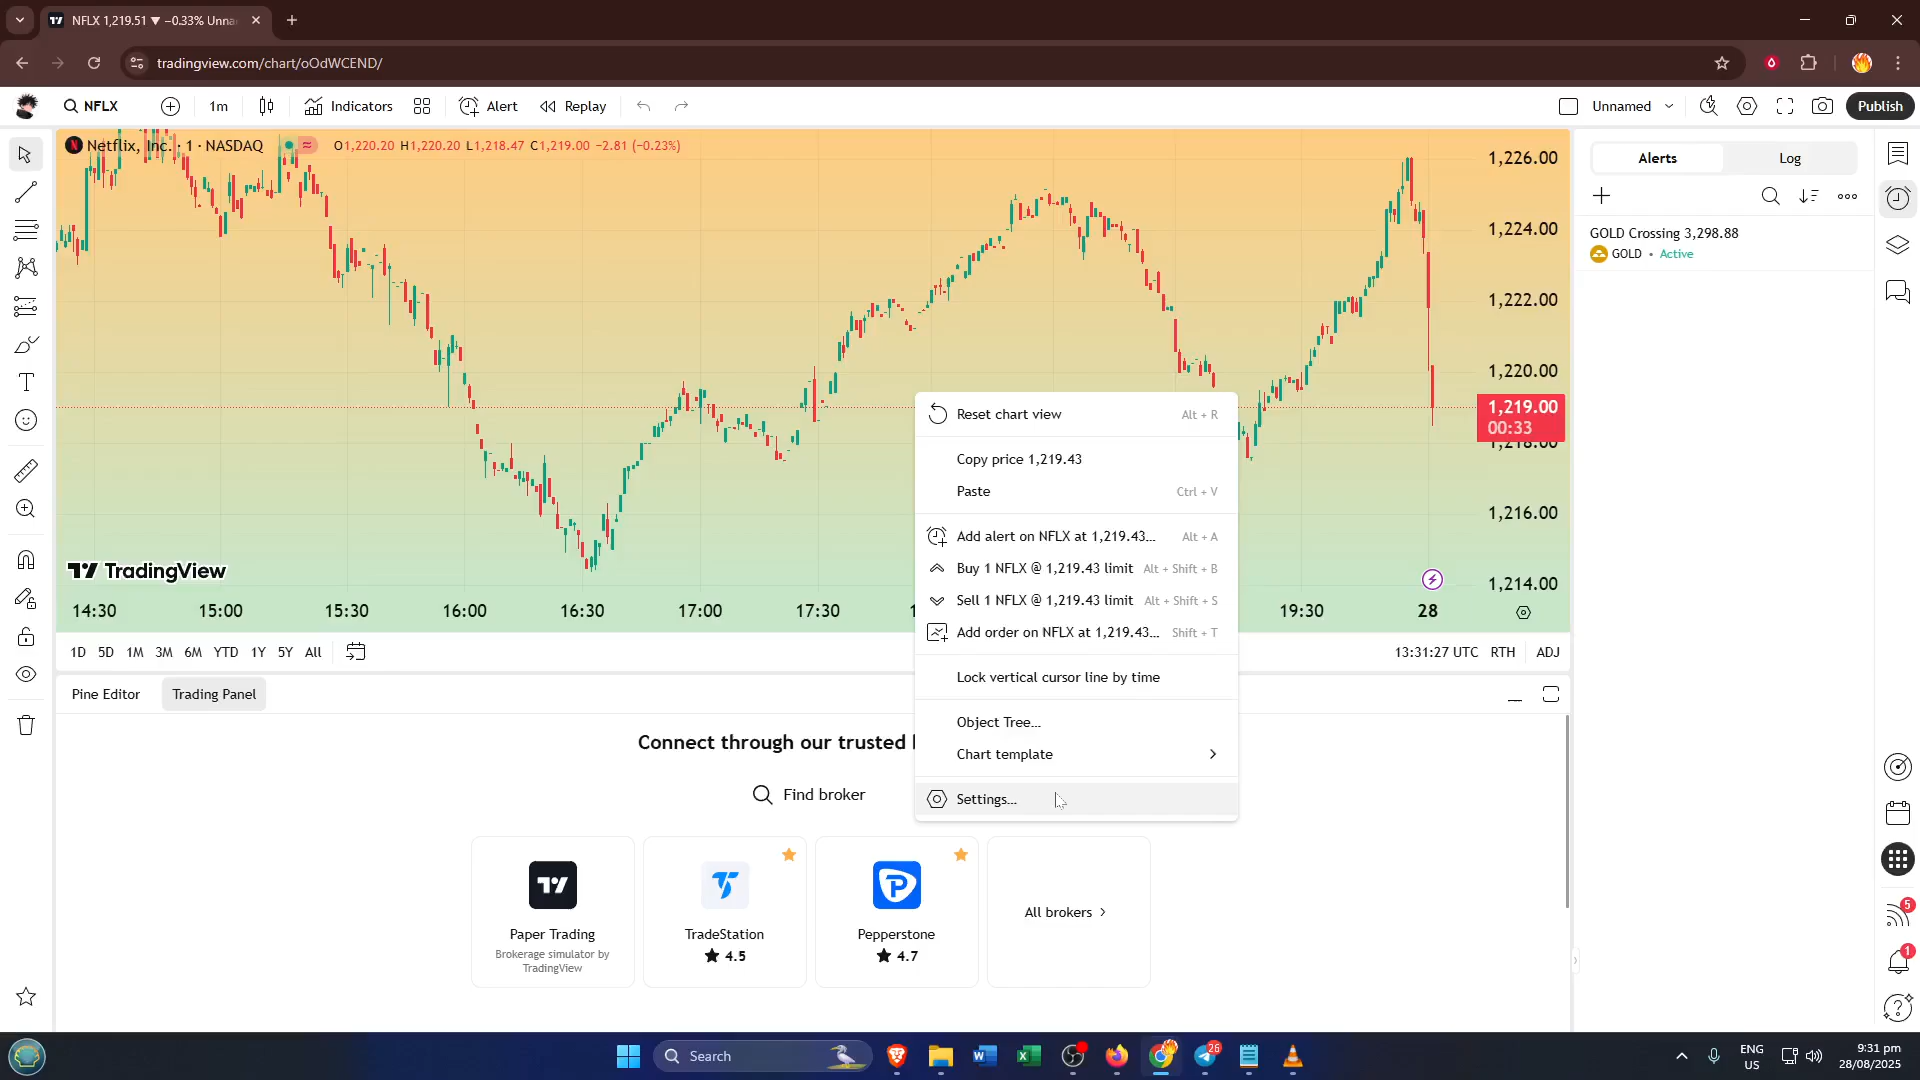 NFLX 1,219.51 ▼ −0.33% Unna
tradingview.com/chart/oOdWCEND/
NFLX
1m
Indicators
Alert
Replay
Unnamed
Publish
Netflix, Inc. · 1 · NASDAQ
O1,220.20 H1,220.20 L1,218.47 C1,219.00 −2.81 (−0.23%)
1,226.00
1,224.00
1,222.00
1,220.00
1,219.00
00:33
1,218.00
1,216.00
1,214.00
TradingView
14:30
15:00
15:30
16:00
16:30
17:00
17:30
19:30
28
1D
5D
1M
3M
6M
YTD
1Y
5Y
All
13:31:27 UTC
RTH
ADJ
Alerts
Log
GOLD Crossing 3,298.88
GOLD • Active
Reset chart view Alt + R
Copy price 1,219.43
Paste Ctrl + V
Add alert on NFLX at 1,219.43... Alt + A
Buy 1 NFLX @ 1,219.43 limit Alt + Shift + B
Sell 1 NFLX @ 1,219.43 limit Alt + Shift + S
Add order on NFLX at 1,219.43... Shift + T
Lock vertical cursor line by time
Object Tree...
Chart template
Settings...
Pine Editor
Trading Panel
Connect through our trusted
Find broker
Paper Trading
Brokerage simulator by
TradingView
TradeStation
4.5
Pepperstone
4.7
All brokers
5
1
Search
26
ENG
US
9:31 pm
28/08/2025